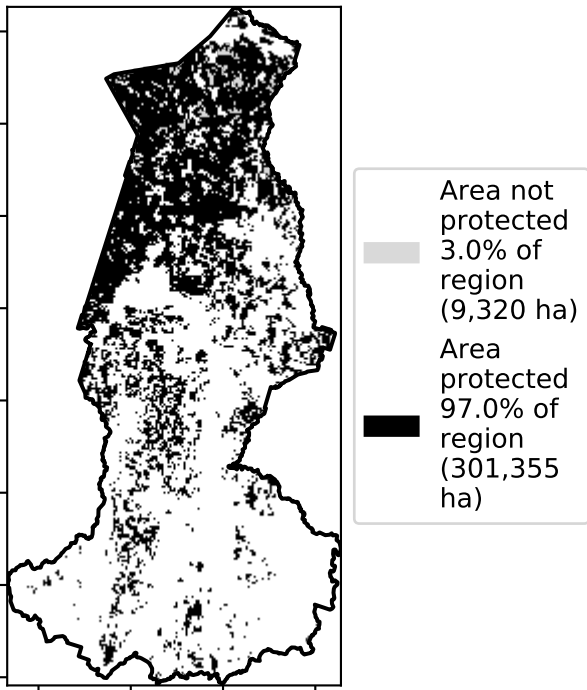 Area not
protected
3.0% of
region
(9,320 ha)
Area
protected
97.0% of
region
(301,355
ha)